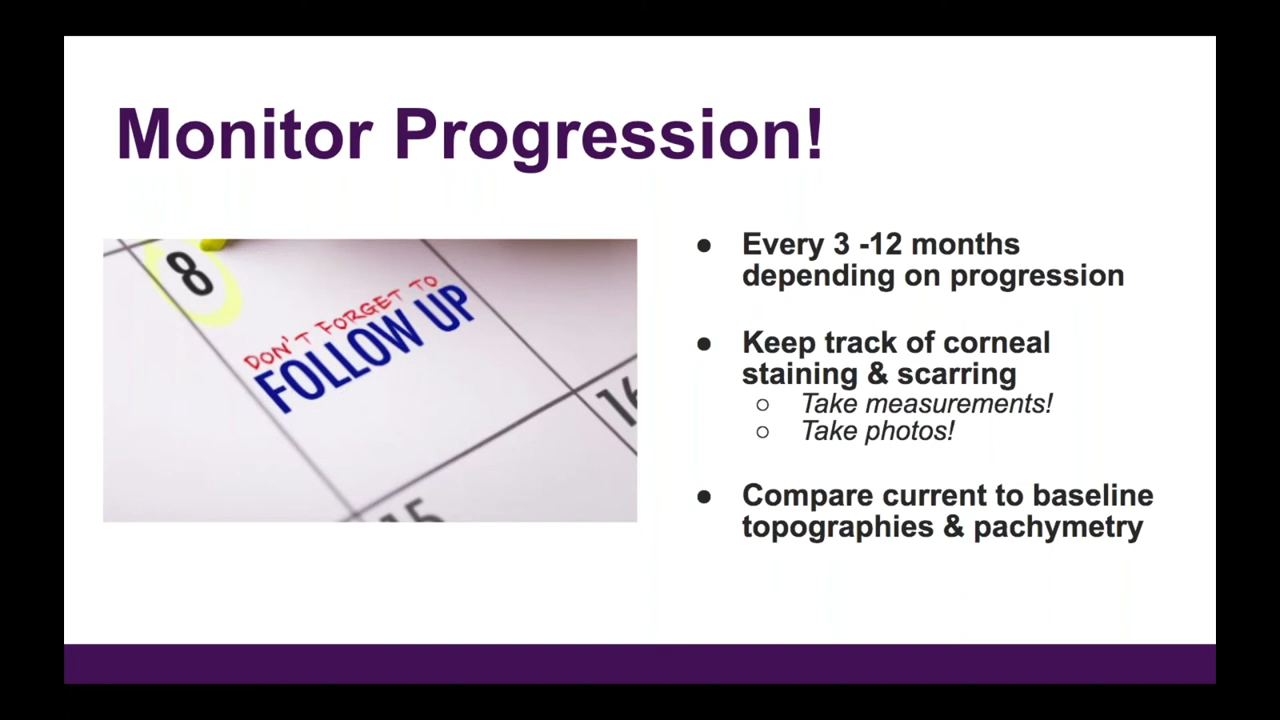 Monitor Progression!
8
DON'T FORGET TO
FOLLOW UP
16
15
● Every 3 -12 months
depending on progression
● Keep track of corneal
staining & scarring
○ Take measurements!
○ Take photos!
● Compare current to baseline
topographies & pachymetry